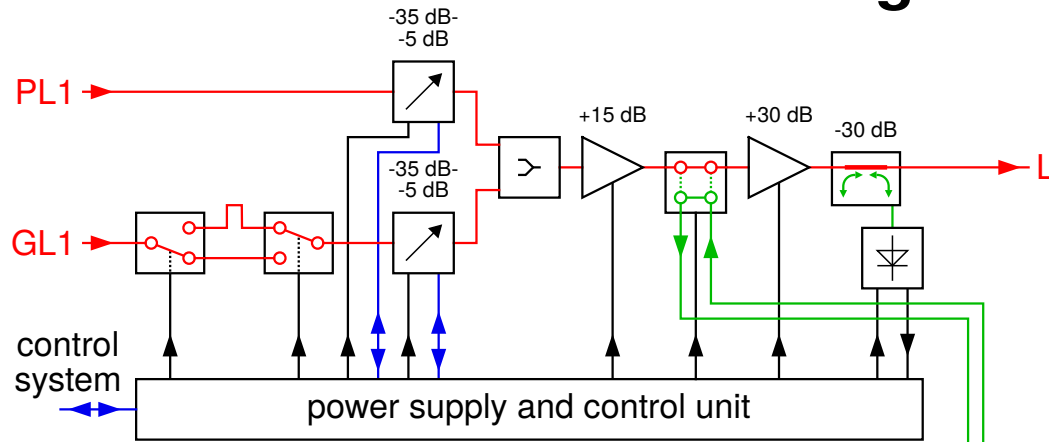 g
-35 dB-
-5 dB
PL1
+15 dB
+30 dB
-30 dB
-35 dB-
-5 dB
L
GL1
control
system
power supply and control unit